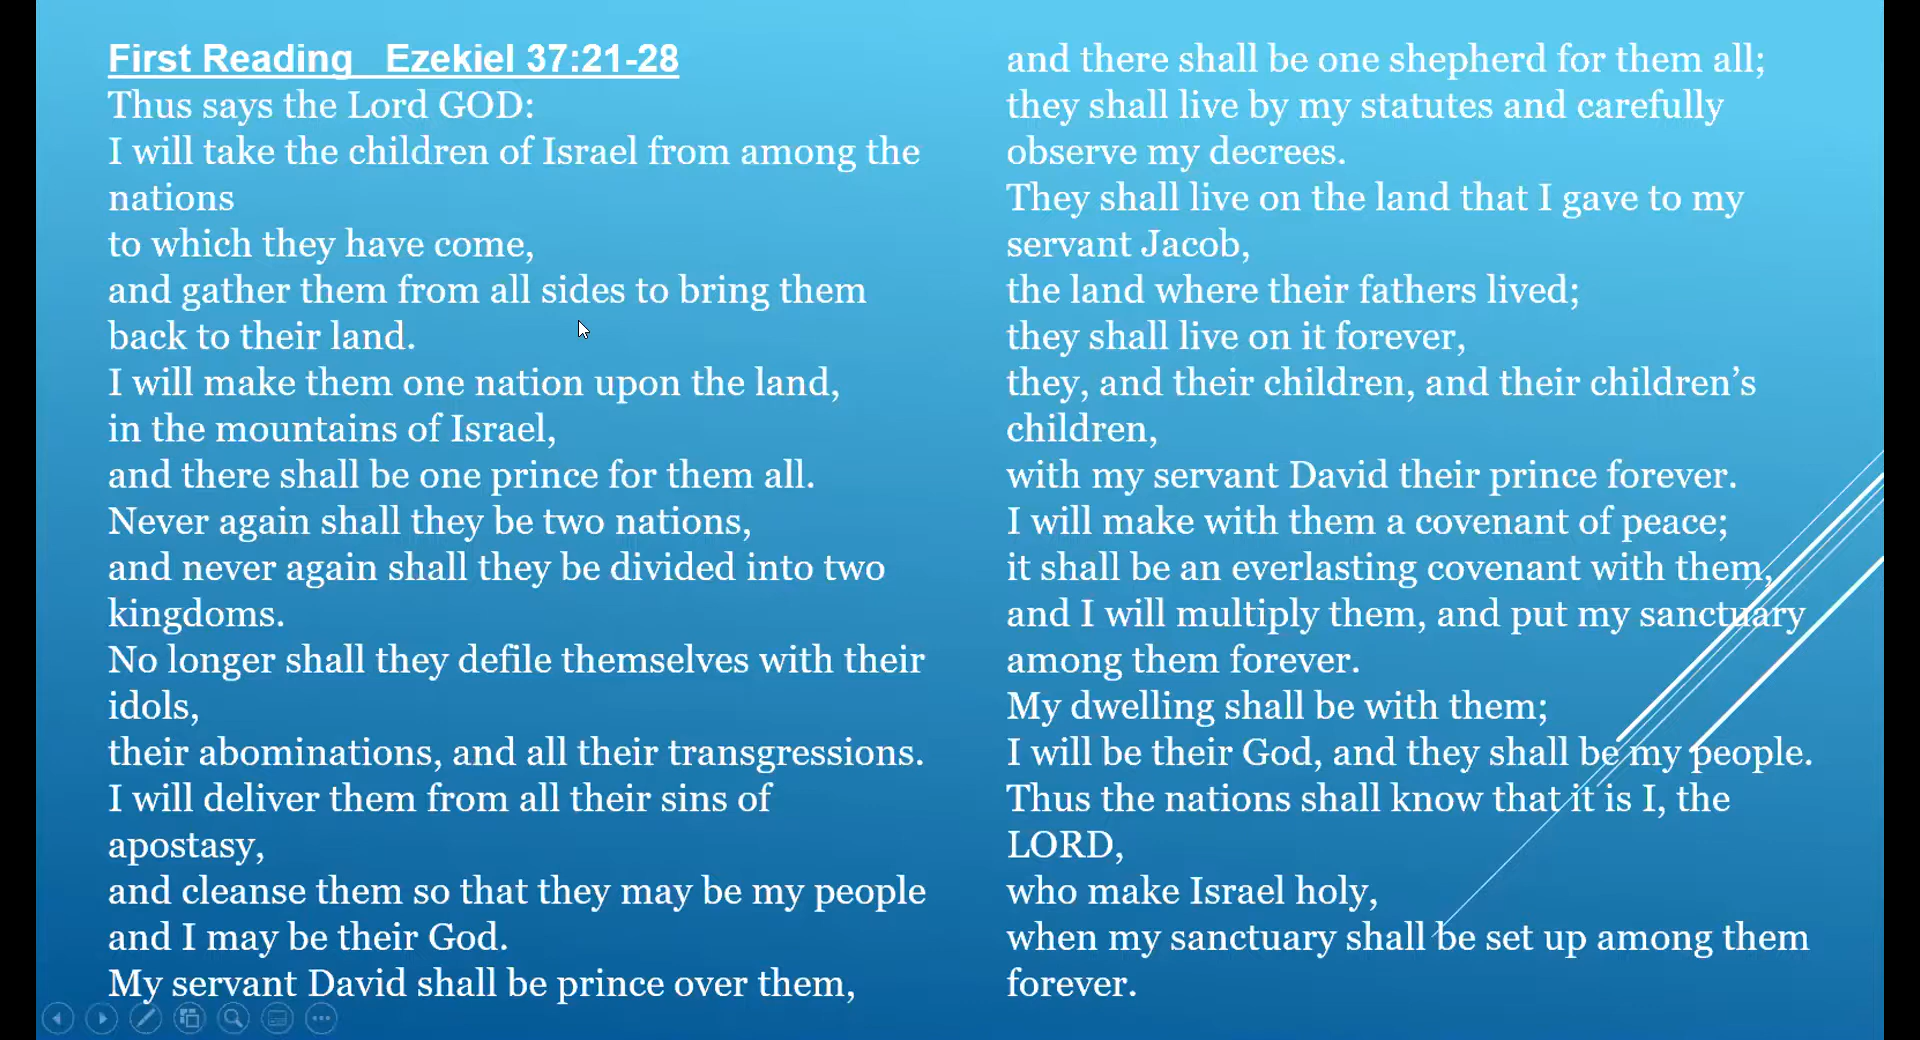 First Reading   Ezekiel 37:21-28
Thus says the Lord GOD:
I will take the children of Israel from among the
nations
to which they have come,
and gather them from all sides to bring them
back to their land.
I will make them one nation upon the land,
in the mountains of Israel,
and there shall be one prince for them all.
Never again shall they be two nations,
and never again shall they be divided into two
kingdoms.
No longer shall they defile themselves with their
idols,
their abominations, and all their transgressions.
I will deliver them from all their sins of
apostasy,
and cleanse them so that they may be my people
and I may be their God.
My servant David shall be prince over them,
and there shall be one shepherd for them all;
they shall live by my statutes and carefully
observe my decrees.
They shall live on the land that I gave to my
servant Jacob,
the land where their fathers lived;
they shall live on it forever,
they, and their children, and their children’s
children,
with my servant David their prince forever.
I will make with them a covenant of peace;
it shall be an everlasting covenant with them,
and I will multiply them, and put my sanctuary
among them forever.
My dwelling shall be with them;
I will be their God, and they shall be my people.
Thus the nations shall know that it is I, the
LORD,
who make Israel holy,
when my sanctuary shall be set up among them
forever.